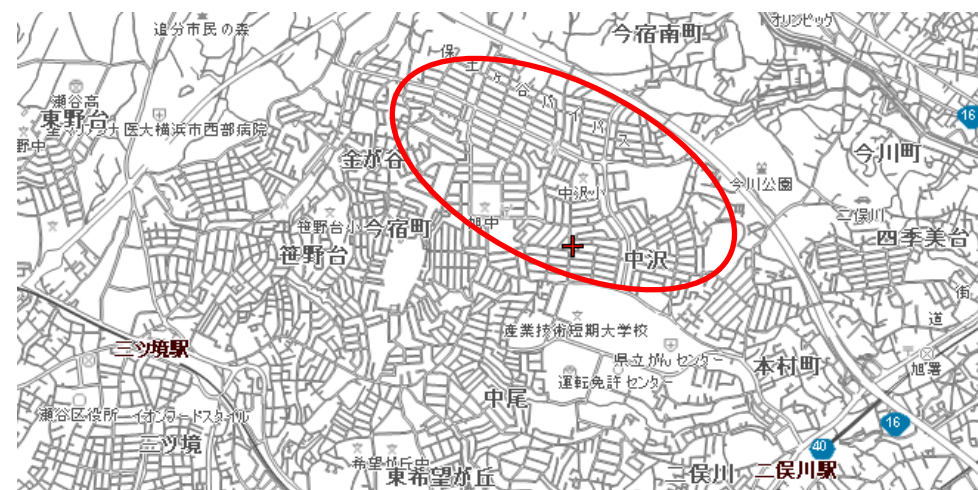 追分市民の森
今宿南町
オリンピック
保土ヶ谷バイパス
瀬谷高
東野台
聖マリアンナ医大横浜市西部病院
野中
16
金が谷
今川町
中沢小
今川公園
旭中
二俣川
笹野台小
今宿町
四季美台
笹野台
中沢
街
道
産業技術短期大学校
三ツ境駅
県立がんセンター
本村町
旭署
運転免許センター
中尾
瀬谷区役所
イオンフードスタイル
16
三ツ境
40
希望が丘中
東希望が丘
二俣川
二俣川駅